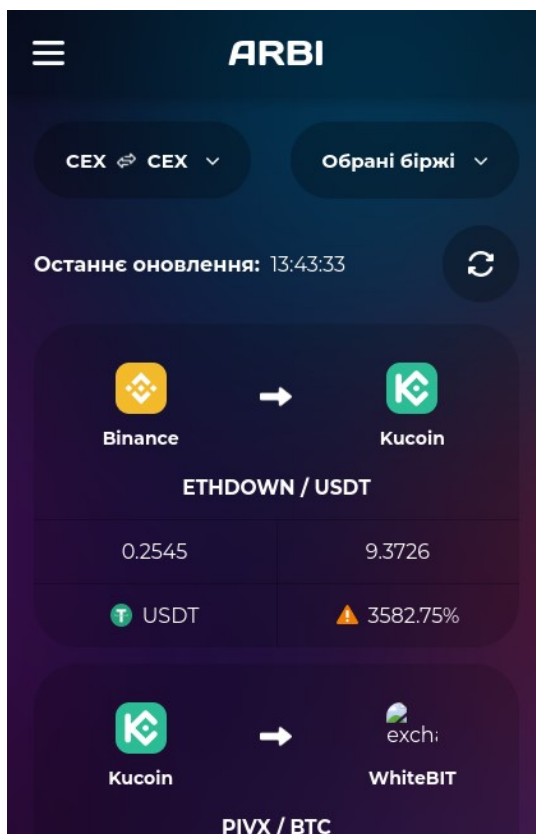 ARBI
CEX ⇄ CEX Обрані біржі
Останнє оновлення: 13:43:33
Binance Kucoin
ETHDOWN / USDT
0.2545 9.3726
USDT 3582.75%
exch
Kucoin WhiteBIT
PIVX / BTC